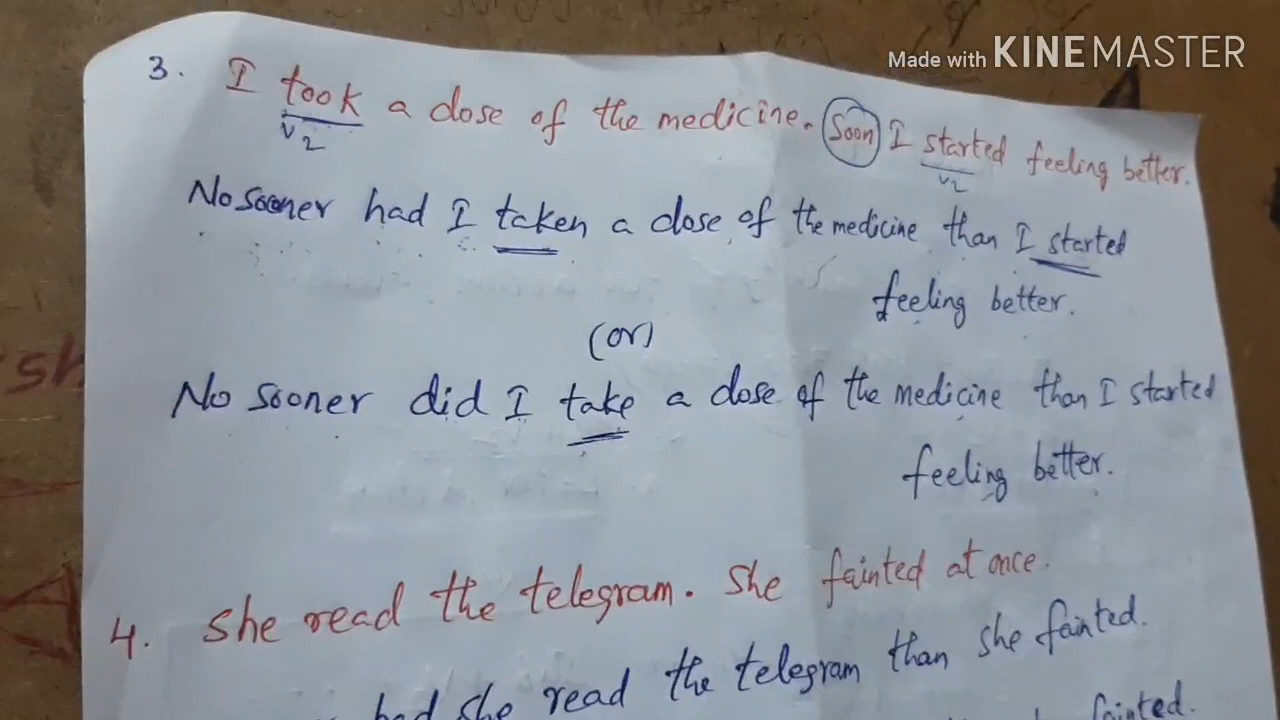 Made with KINEMASTER
3. I took a dose of the medicine. Soon I started feeling better.
V2 V2
No sooner had I taken a dose of the medicine than I started
feeling better.
(or)
No sooner did I take a dose of the medicine than I started
feeling better.
4. She read the telegram. She fainted at once.
had she read the telegram than she fainted.
fainted.